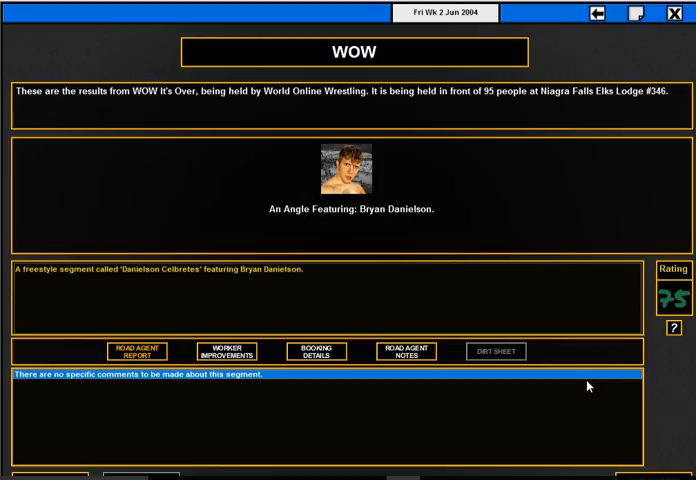 Fri Wk 2 Jun 2004
WOW
These are the results from WOW It's Over, being held by World Online Wrestling. It is being held in front of 95 people at Niagra Falls Elks Lodge #346.
An Angle Featuring: Bryan Danielson.
A freestyle segment called 'Danielson Celbretes' featuring Bryan Danielson.
Rating
75
?
ROAD AGENT
REPORT
WORKER
IMPROVEMENTS
BOOKING
DETAILS
ROAD AGENT
NOTES
DIRT SHEET
There are no specific comments to be made about this segment.